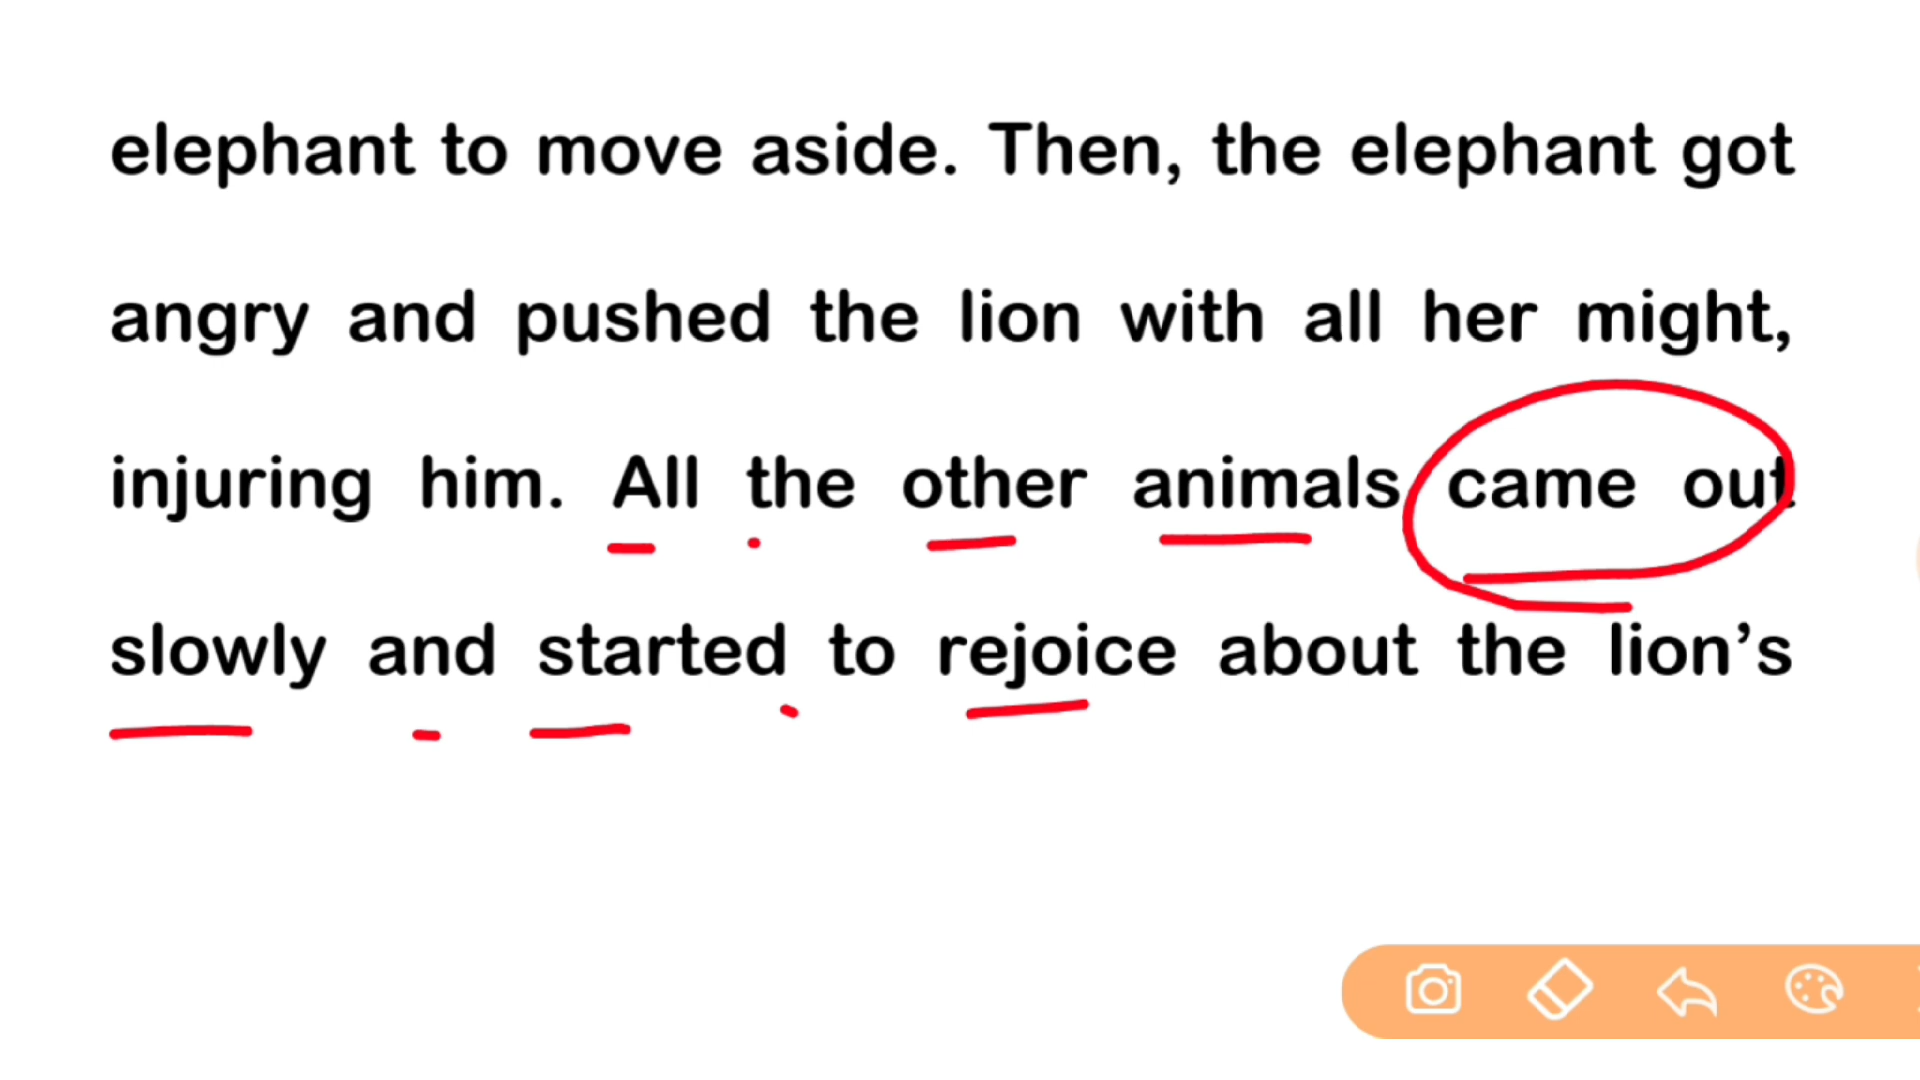 elephant to move aside. Then, the elephant got
angry and pushed the lion with all her might,
injuring him. All the other animals came out
slowly and started to rejoice about the lion’s